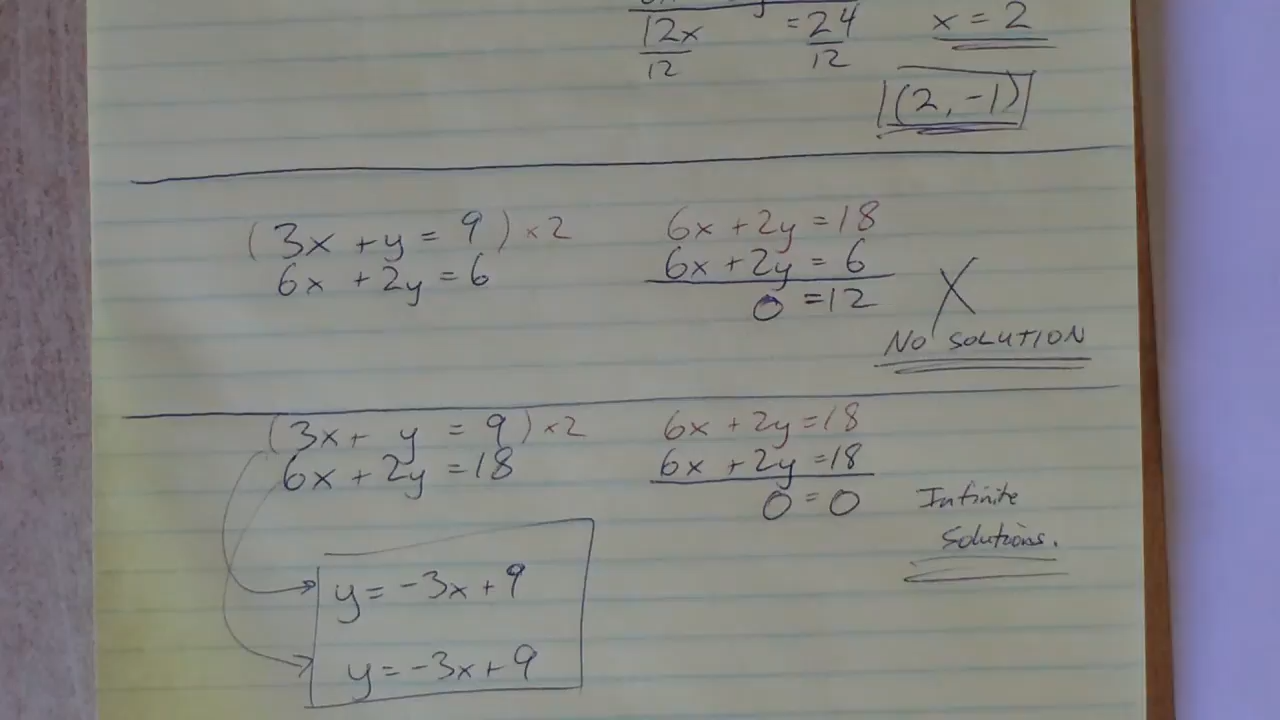 12x = 24 x = 2
12 12
(2, -1)
(3x + y = 9) × 2 6x + 2y = 18
6x + 2y = 6 6x + 2y = 6
0 = 12 X
NO SOLUTION
(3x + y = 9) × 2 6x + 2y = 18
6x + 2y = 18 6x + 2y = 18
0 = 0 Infinite
Solutions.
y = -3x + 9
y = -3x + 9